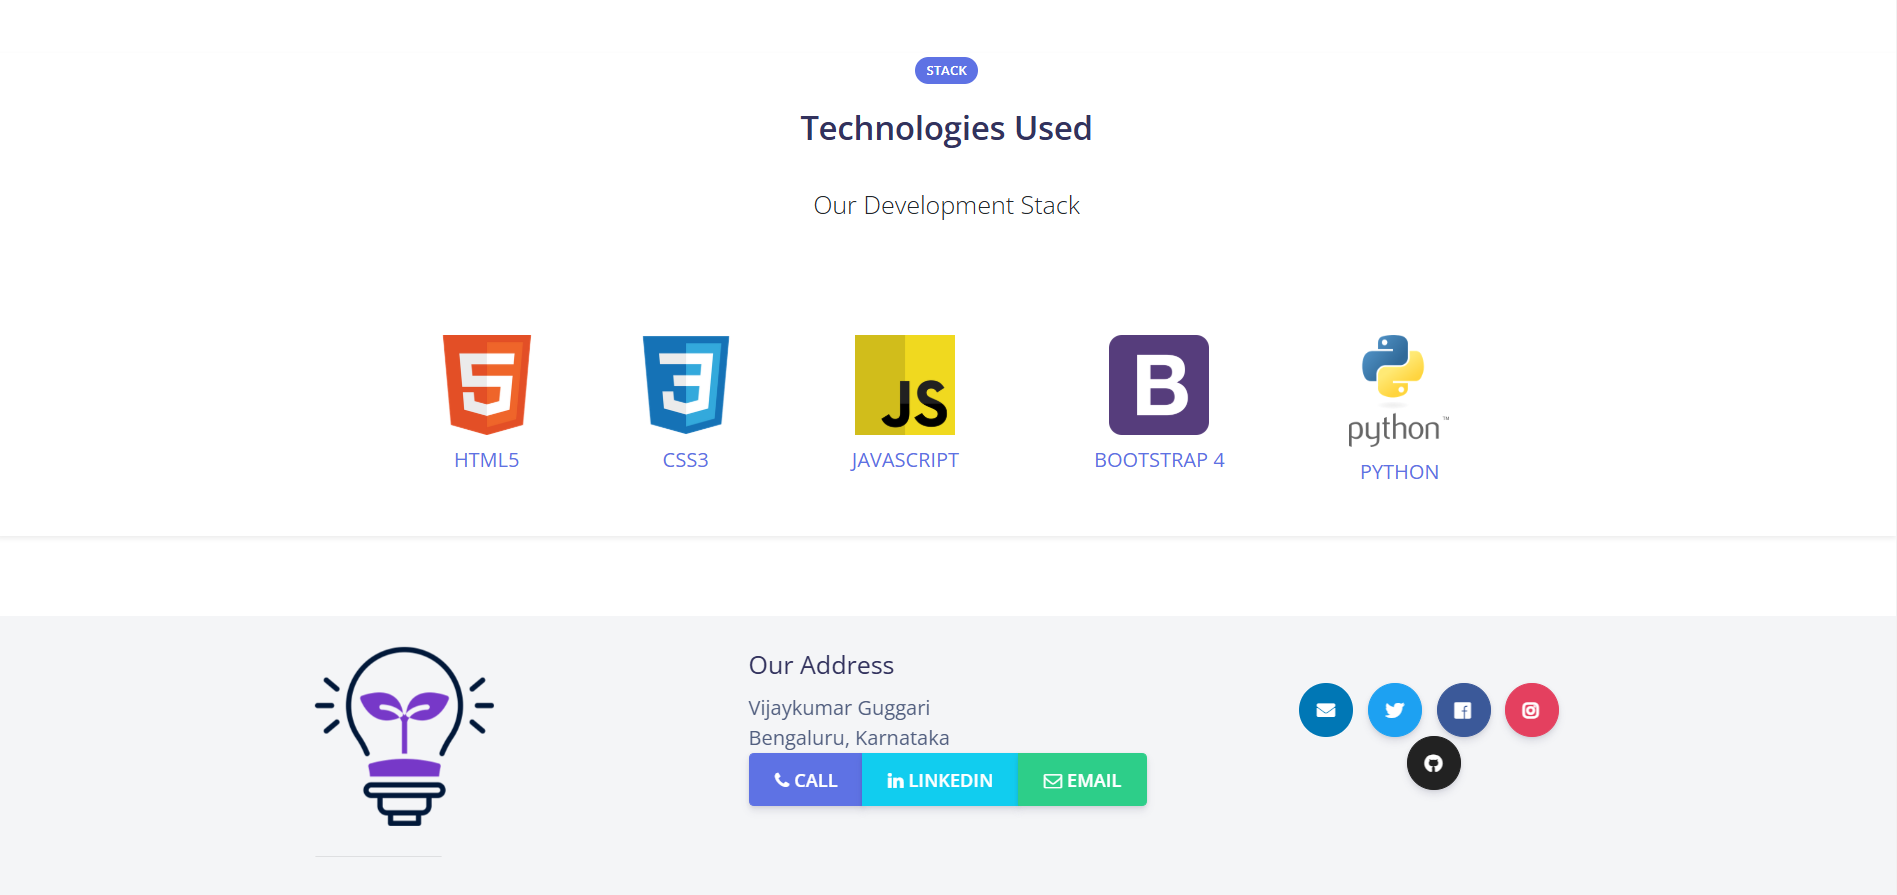 STACK
Technologies Used
Our Development Stack
5 3 JS B python™
HTML5 CSS3 JAVASCRIPT BOOTSTRAP 4 PYTHON
Our Address
Vijaykumar Guggari
Bengaluru, Karnataka
CALL in LINKEDIN EMAIL